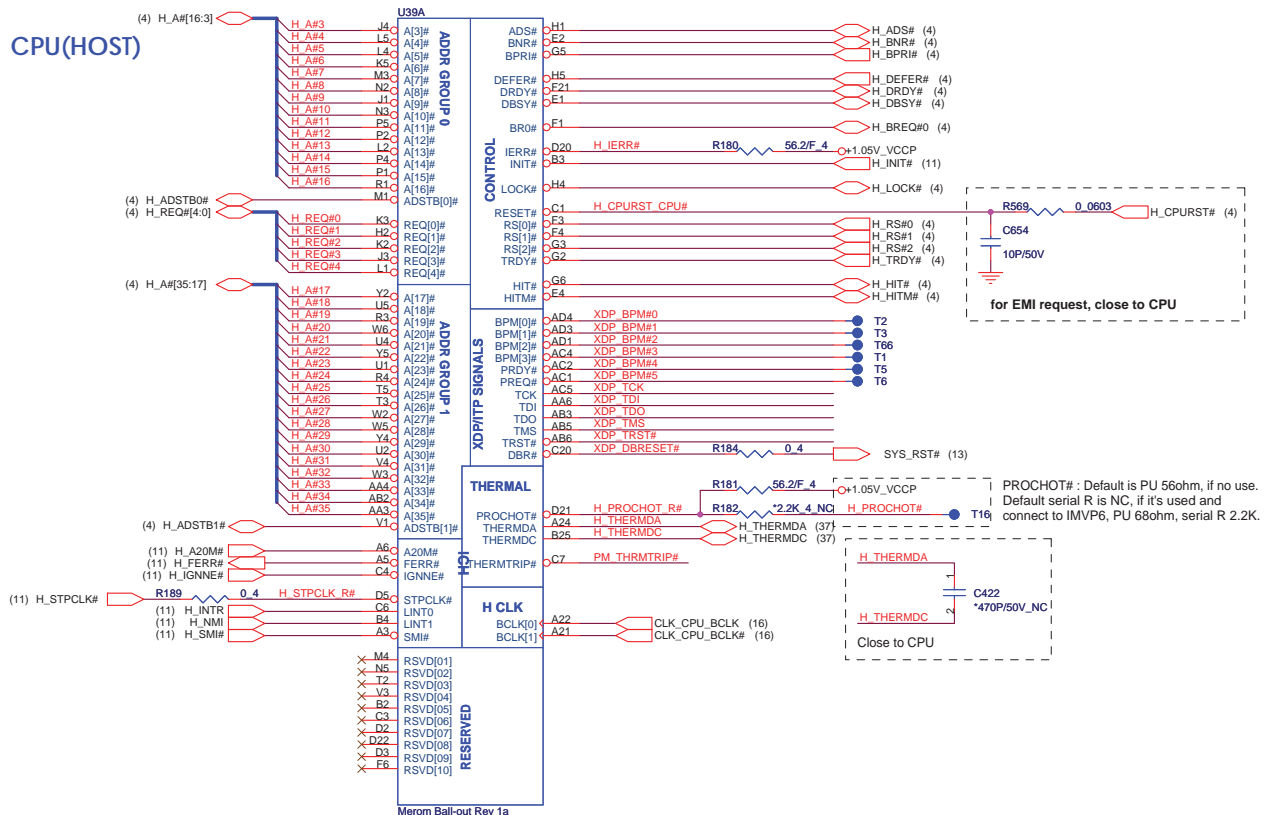 CPU(HOST)
U39A
(4) H_A#[16:3]
H_A#3 J4 A[3]#
H_A#4 L5 A[4]#
H_A#5 L4 A[5]#
H_A#6 K5 A[6]#
H_A#7 M3 A[7]#
H_A#8 N2 A[8]#
H_A#9 J1 A[9]#
H_A#10 N3 A[10]#
H_A#11 P5 A[11]#
H_A#12 P2 A[12]#
H_A#13 L2 A[13]#
H_A#14 P4 A[14]#
H_A#15 P1 A[15]#
H_A#16 R1 A[16]#
(4) H_ADSTB0# M1 ADSTB[0]#
(4) H_REQ#[4:0]
H_REQ#0 K3 REQ[0]#
H_REQ#1 H2 REQ[1]#
H_REQ#2 K2 REQ[2]#
H_REQ#3 J3 REQ[3]#
H_REQ#4 L1 REQ[4]#
ADDR GROUP 0
(4) H_A#[35:17]
H_A#17 Y2 A[17]#
H_A#18 U5 A[18]#
H_A#19 R3 A[19]#
H_A#20 W6 A[20]#
H_A#21 U4 A[21]#
H_A#22 Y5 A[22]#
H_A#23 U1 A[23]#
H_A#24 R4 A[24]#
H_A#25 T5 A[25]#
H_A#26 T3 A[26]#
H_A#27 W2 A[27]#
H_A#28 W5 A[28]#
H_A#29 Y4 A[29]#
H_A#30 U2 A[30]#
H_A#31 V4 A[31]#
H_A#32 W3 A[32]#
H_A#33 AA4 A[33]#
H_A#34 AB2 A[34]#
H_A#35 AA3 A[35]#
(4) H_ADSTB1# V1 ADSTB[1]#
ADDR GROUP 1
(11) H_A20M# A6 A20M#
(11) H_FERR# A5 FERR#
(11) H_IGNNE# C4 IGNNE#
ICH
(11) H_STPCLK# R189 0_4 H_STPCLK_R# D5 STPCLK#
(11) H_INTR C6 LINT0
(11) H_NMI B4 LINT1
(11) H_SMI# A3 SMI#
M4 RSVD[01]
N5 RSVD[02]
T2 RSVD[03]
V3 RSVD[04]
B2 RSVD[05]
C3 RSVD[06]
D2 RSVD[07]
D22 RSVD[08]
D3 RSVD[09]
F6 RSVD[10]
RESERVED
Merom Ball-out Rev 1a
CONTROL
ADS# H1 H_ADS# (4)
BNR# E2 H_BNR# (4)
BPRI# G5 H_BPRI# (4)
DEFER# H5 H_DEFER# (4)
DRDY# F21 H_DRDY# (4)
DBSY# E1 H_DBSY# (4)
BR0# F1 H_BREQ#0 (4)
IERR# D20 H_IERR# R180 56.2/F_4 +1.05V_VCCP
INIT# B3 H_INIT# (11)
LOCK# H4 H_LOCK# (4)
RESET# C1 H_CPURST_CPU# R569 0_0603 H_CPURST# (4)
C654
10P/50V
for EMI request, close to CPU
RS[0]# F3 H_RS#0 (4)
RS[1]# F4 H_RS#1 (4)
RS[2]# G3 H_RS#2 (4)
TRDY# G2 H_TRDY# (4)
HIT# G6 H_HIT# (4)
HITM# E4 H_HITM# (4)
XDP/ITP SIGNALS
BPM[0]# AD4 XDP_BPM#0 T2
BPM[1]# AD3 XDP_BPM#1 T3
BPM[2]# AD1 XDP_BPM#2 T66
BPM[3]# AC4 XDP_BPM#3 T1
PRDY# AC2 XDP_BPM#4 T5
PREQ# AC1 XDP_BPM#5 T6
TCK AC5 XDP_TCK
TDI AA6 XDP_TDI
TDO AB3 XDP_TDO
TMS AB5 XDP_TMS
TRST# AB6 XDP_TRST#
DBR# C20 XDP_DBRESET# R184 0_4 SYS_RST# (13)
THERMAL
R181 56.2/F_4 +1.05V_VCCP
PROCHOT# D21 H_PROCHOT_R# R182 *2.2K_4_NC H_PROCHOT# T16
THERMDA A24 H_THERMDA H_THERMDA (37)
THERMDC B25 H_THERMDC H_THERMDC (37)
THERMTRIP# C7 PM_THRMTRIP#
PROCHOT# : Default is PU 56ohm, if no use.
Default serial R is NC, if it's used and
connect to IMVP6, PU 68ohm, serial R 2.2K.
H_THERMDA
1
C422
*470P/50V_NC
2
H_THERMDC
Close to CPU
H CLK
BCLK[0] A22 CLK_CPU_BCLK (16)
BCLK[1] A21 CLK_CPU_BCLK# (16)